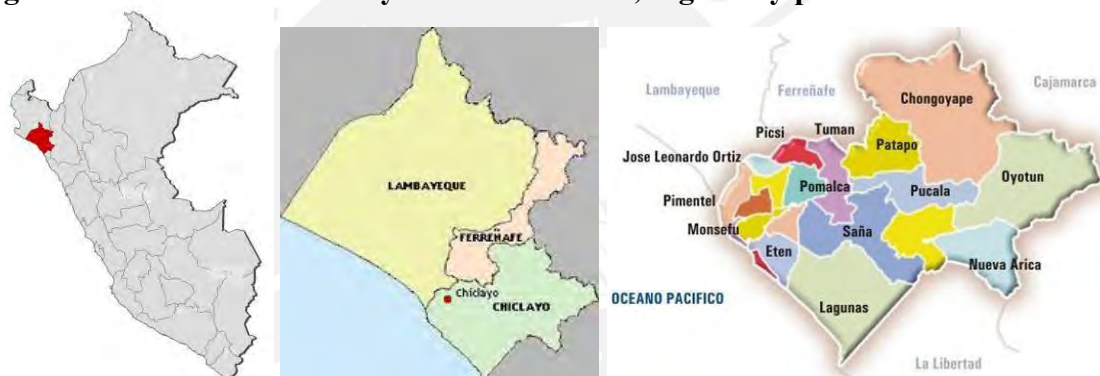 LAMBAYEQUE
FERREÑAFE
Chiclayo
CHICLAYO
Lambayeque
Ferreñafe
Cajamarca
Chongoyape
Picsi
Tuman
Patapo
Jose Leonardo Ortiz
Oyotun
Pomalca
Pucala
Pimentel
Monsefu
Saña
Eten
Nueva Arica
OCEANO PACIFICO
Lagunas
La Libertad